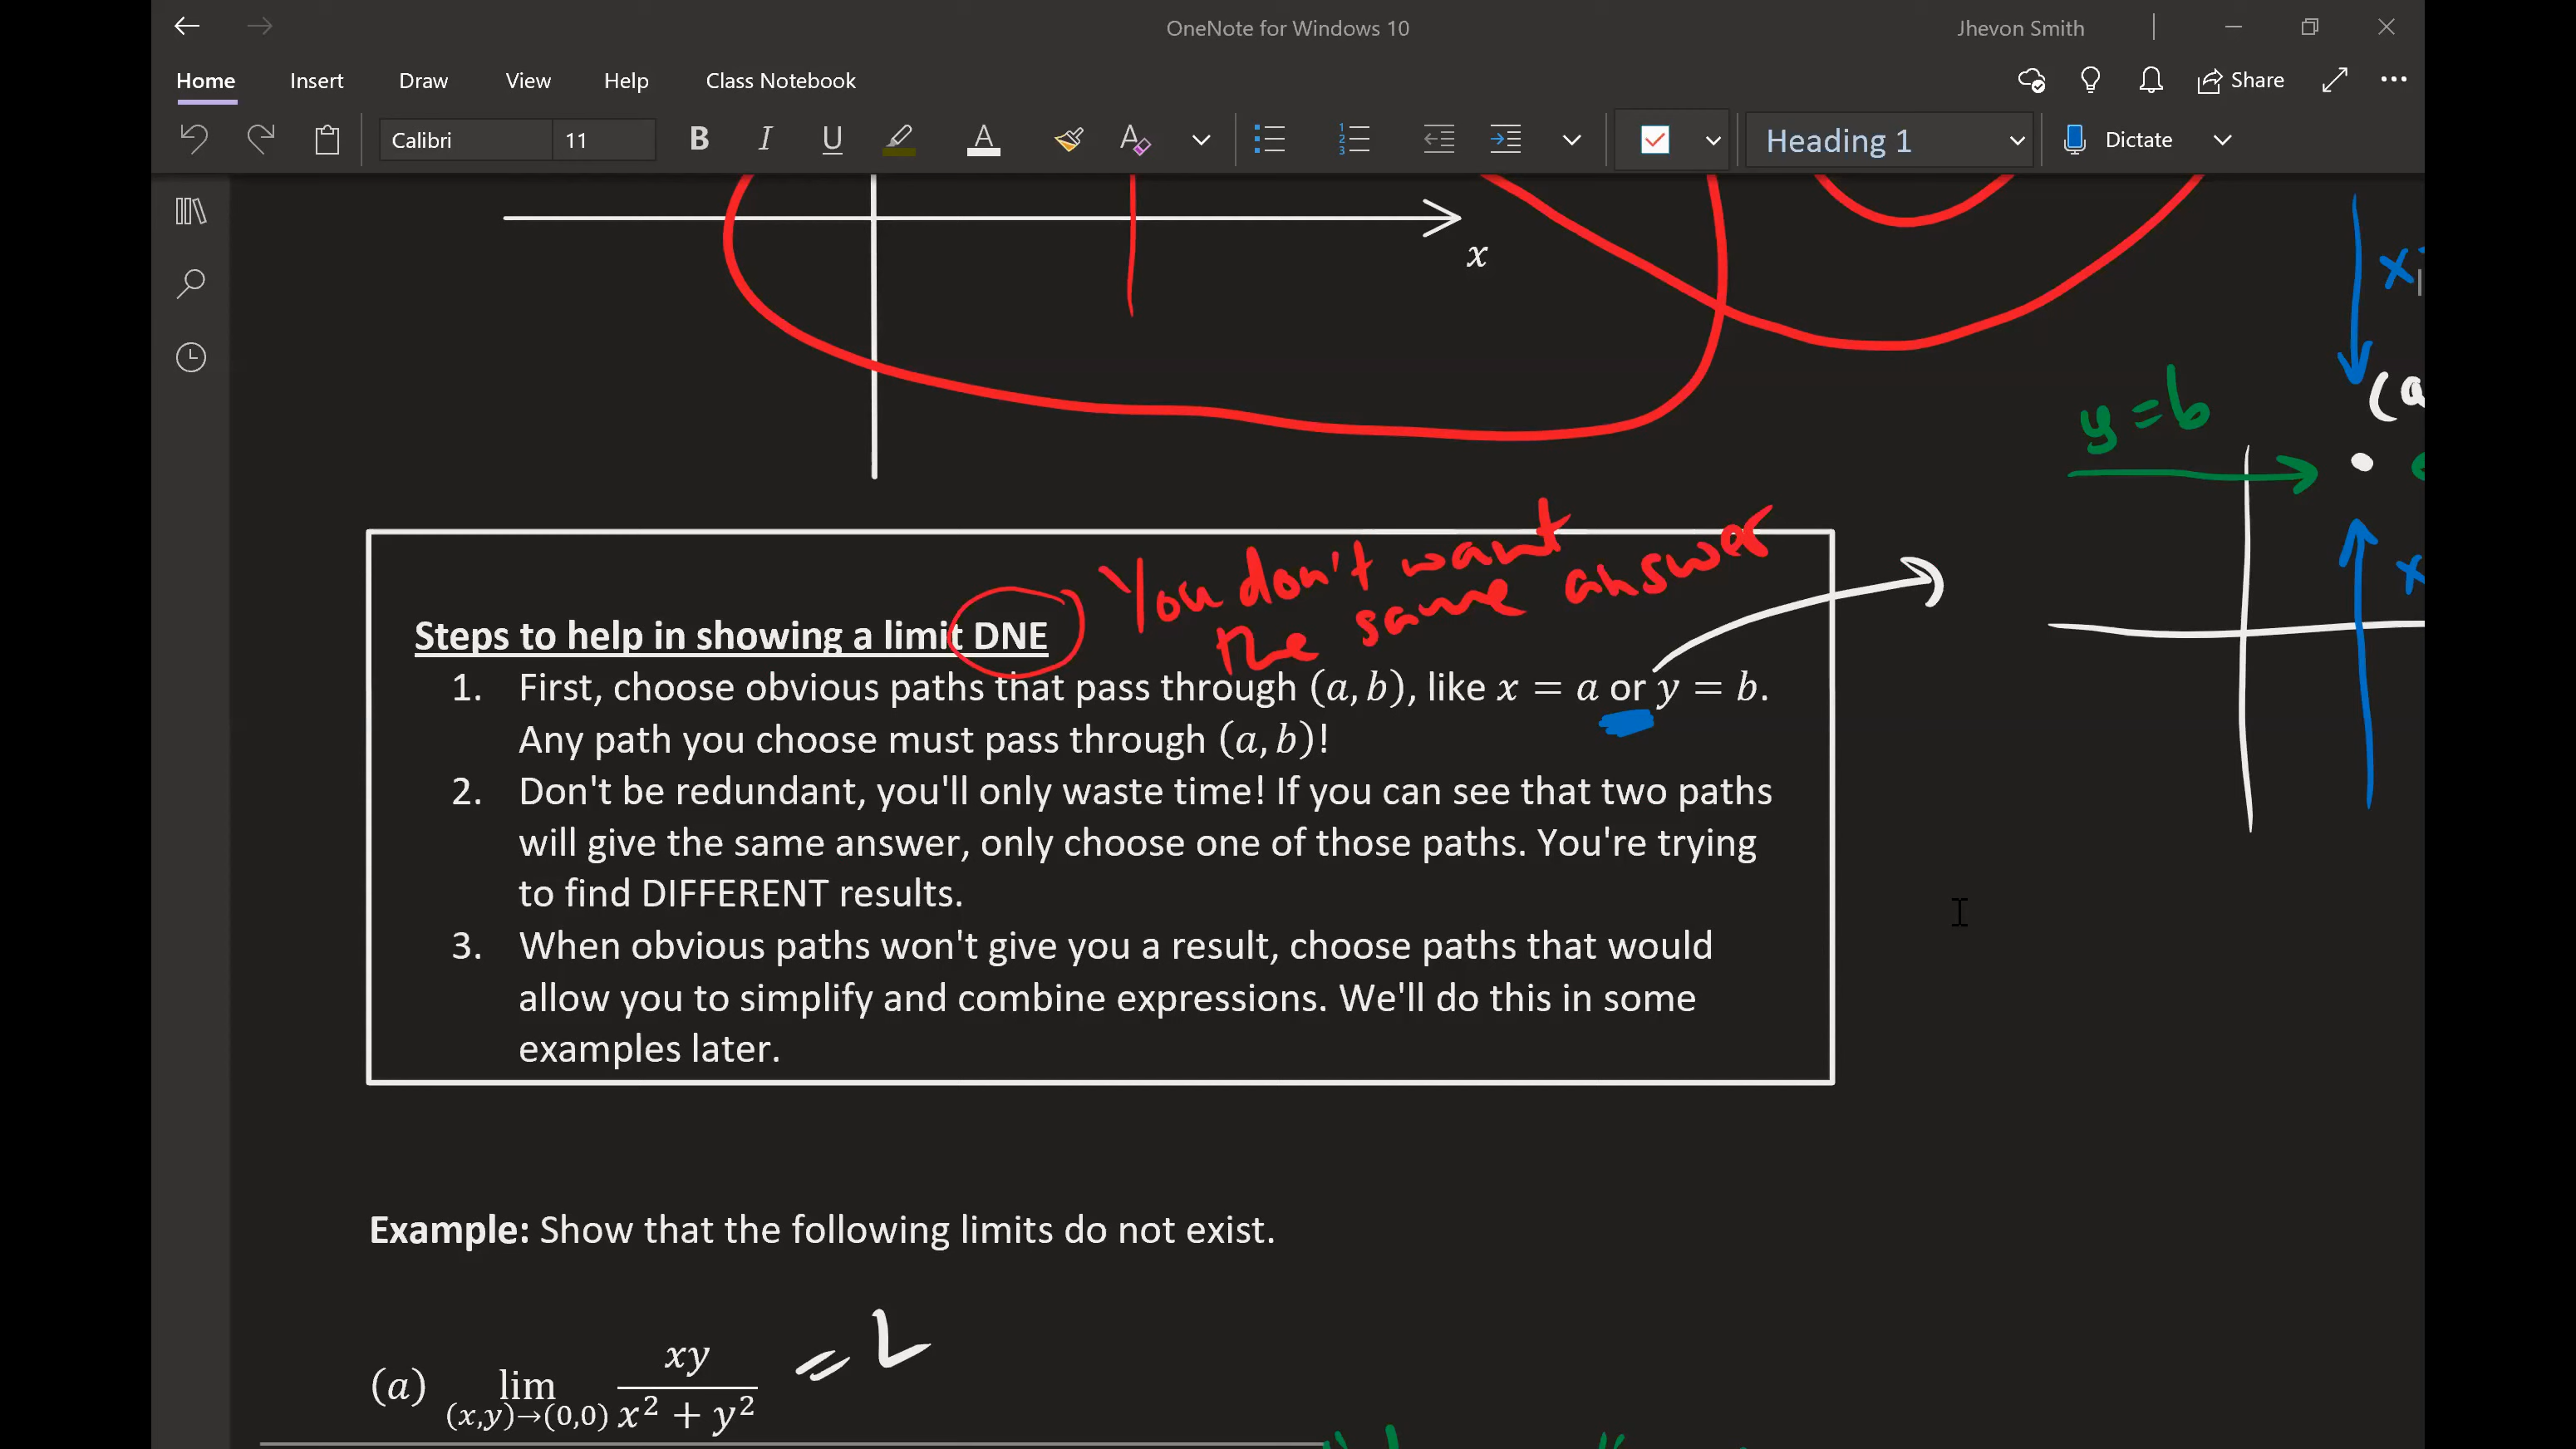 OneNote for Windows 10
Jhevon Smith
Home Insert Draw View Help Class Notebook
Share
Calibri 11 B I U A A Heading 1 Dictate
x
x
(a
y = b
x
You don't want
the same answer
Steps to help in showing a limit DNE
1. First, choose obvious paths that pass through (a, b), like x = a or y = b.
Any path you choose must pass through (a, b)!
2. Don't be redundant, you'll only waste time! If you can see that two paths
will give the same answer, only choose one of those paths. You're trying
to find DIFFERENT results.
3. When obvious paths won't give you a result, choose paths that would
allow you to simplify and combine expressions. We'll do this in some
examples later.
Example: Show that the following limits do not exist.
(a) lim (x,y)→(0,0) xy / x² + y² = L